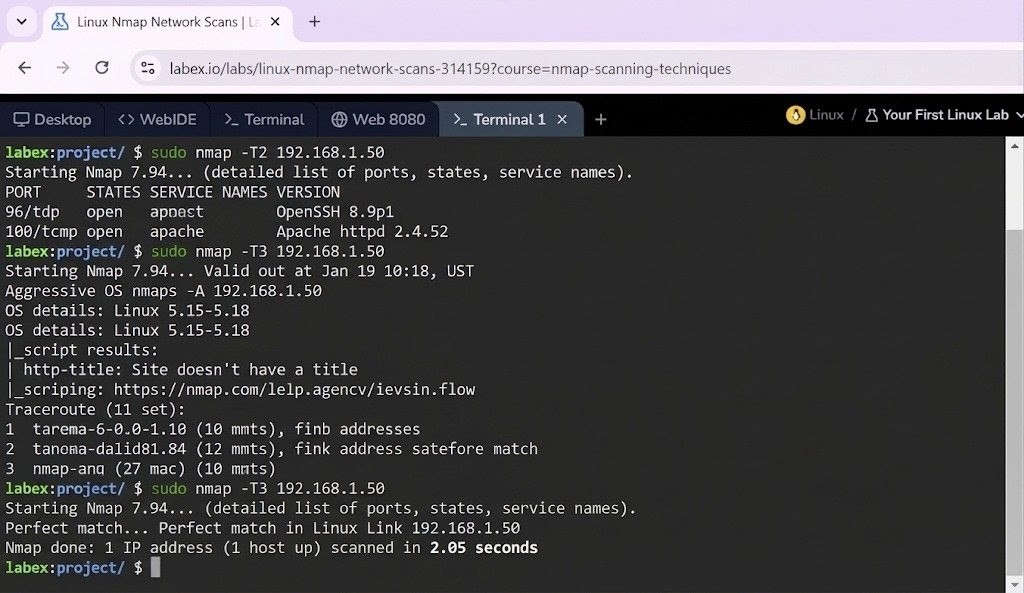 Linux Nmap Network Scans | La
labex.io/labs/linux-nmap-network-scans-314159?course=nmap-scanning-techniques
Desktop <> WebIDE >_ Terminal Web 8080 >_ Terminal 1 × + Linux / Your First Linux Lab
labex:project/ $ sudo nmap -T2 192.168.1.50
Starting Nmap 7.94... (detailed list of ports, states, service names).
PORT STATES SERVICE NAMES VERSION
96/tdp open appect OpenSSH 8.9p1
100/tcmp open apache Apache httpd 2.4.52
labex:project/ $ sudo nmap -T3 192.168.1.50
Starting Nmap 7.94... Valid out at Jan 19 10:18, UST
Aggressive OS nmaps -A 192.168.1.50
OS details: Linux 5.15-5.18
OS details: Linux 5.15-5.18
|_script results:
| http-title: Site doesn't have a title
|_scriping: https://nmap.com/lelp.agencv/ievsin.flow
Traceroute (11 set):
1 tarema-6-0.0-1.10 (10 mmts), finb addresses
2 tanoma-dalid81.84 (12 mmts), fink address satefore match
3 nmap-anq (27 mac) (10 mmts)
labex:project/ $ sudo nmap -T3 192.168.1.50
Starting Nmap 7.94... (detailed list of ports, states, service names).
Perfect match... Perfect match in Linux Link 192.168.1.50
Nmap done: 1 IP address (1 host up) scanned in 2.05 seconds
labex:project/ $